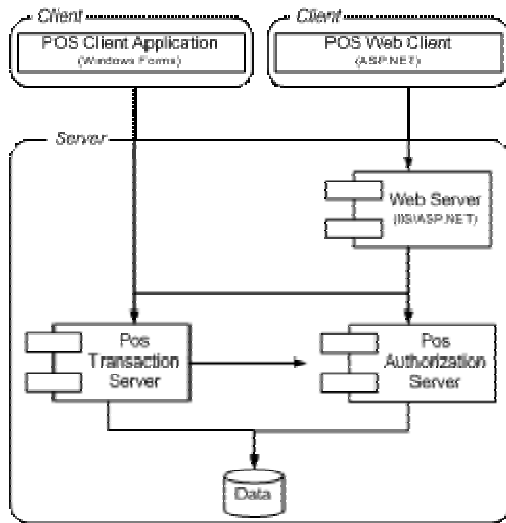 Client
Client
POS Client Application
(Windows Forms)
POS Web Client
(ASP.NET)
Server
Web Server
(IIS/ASP.NET)
Pos
Transaction
Server
Pos
Authorization
Server
Data